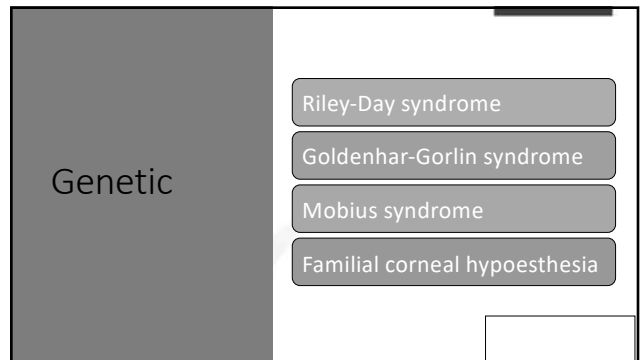 Genetic
Riley-Day syndrome
Goldenhar-Gorlin syndrome
Mobius syndrome
Familial corneal hypoesthesia